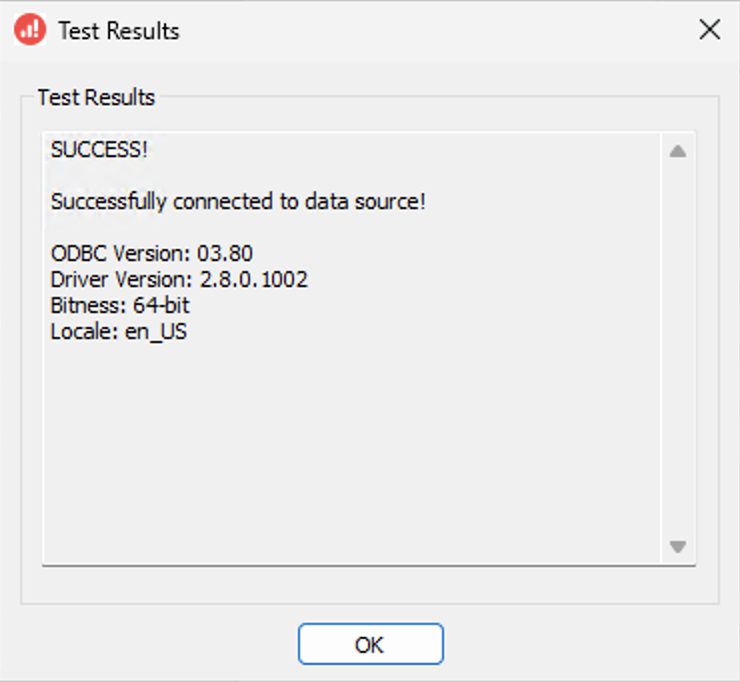 Test Results
Test Results
SUCCESS!
Successfully connected to data source!
ODBC Version: 03.80
Driver Version: 2.8.0.1002
Bitness: 64-bit
Locale: en_US
OK